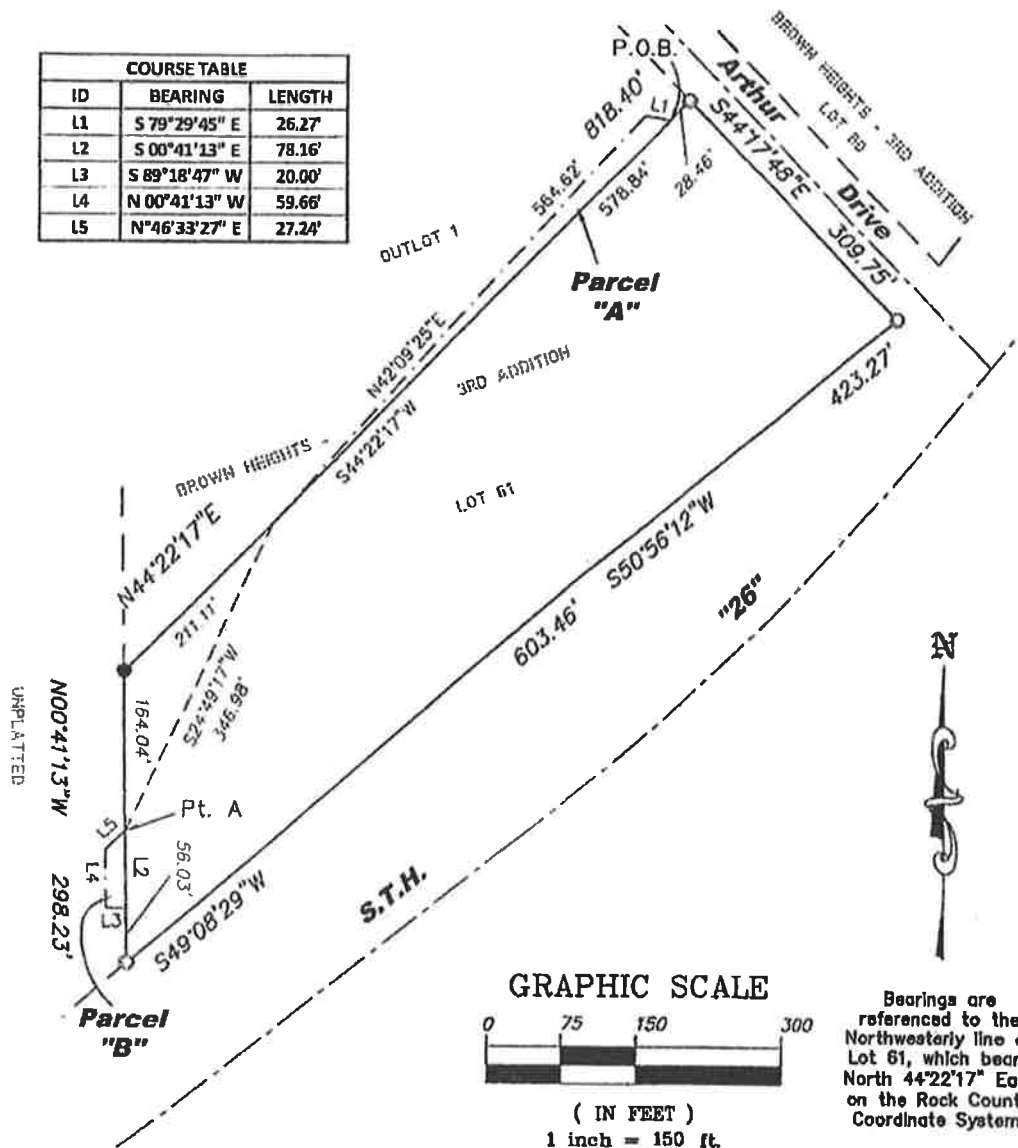 COURSE TABLE
ID BEARING LENGTH
L1 S 79°29'45" E 26.27'
L2 S 00°41'13" E 78.16'
L3 S 89°18'47" W 20.00'
L4 N 00°41'13" W 59.66'
L5 N°46'33'27" E 27.24'
P.O.B.
818.40'
L1
564.62'
578.84'
28.46'
S44°17'48"E
309.75'
Arthur
Drive
BROWN HEIGHTS - 3RD ADDITION
LOT 80
OUTLOT 1
Parcel
"A"
N42°09'25"E
S44°22'17"W
3RD ADDITION
BROWN HEIGHTS -
LOT 61
423.27'
S50°56'12"W
603.46'
"26"
N44°22'17"E
211.11'
S24°49'17"W
346.98'
164.04'
N00°41'13"W
298.23'
UNPLATTED
Pt. A
L5
L4
L2
L3
56.03'
S49°08'29"W
S.T.H.
Parcel
"B"
N
GRAPHIC SCALE
0 75 150 300
( IN FEET )
1 inch = 150 ft.
Bearings are
referenced to the
Northwesterly line o
Lot 61, which bear
North 44°22'17" Ea
on the Rock Count
Coordinate System